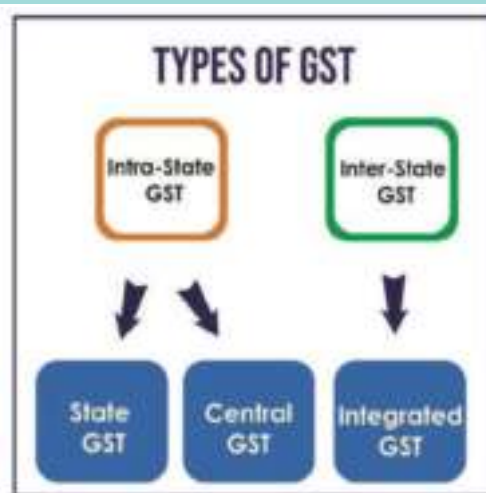 TYPES OF GST
Intra-State
GST
Inter-State
GST
State
GST
Central
GST
Integrated
GST